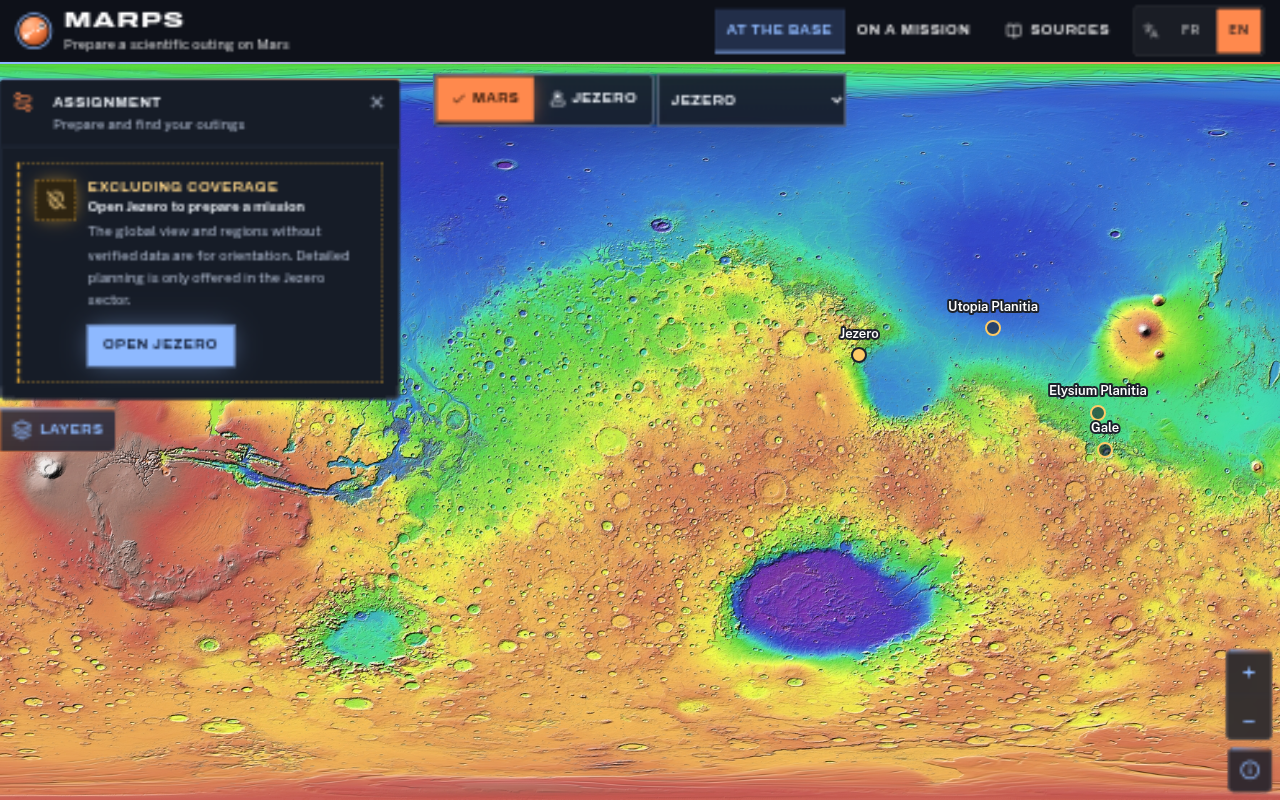 MARPS
Prepare a scientific outing on Mars
AT THE BASE
ON A MISSION
SOURCES
FR
EN
ASSIGNMENT
Prepare and find your outings
MARS
JEZERO
JEZERO
EXCLUDING COVERAGE
Open Jezero to prepare a mission
The global view and regions without
verified data are for orientation. Detailed
planning is only offered in the Jezero
sector.
OPEN JEZERO
LAYERS
Utopia Planitia
Jezero
Elysium Planitia
Gale